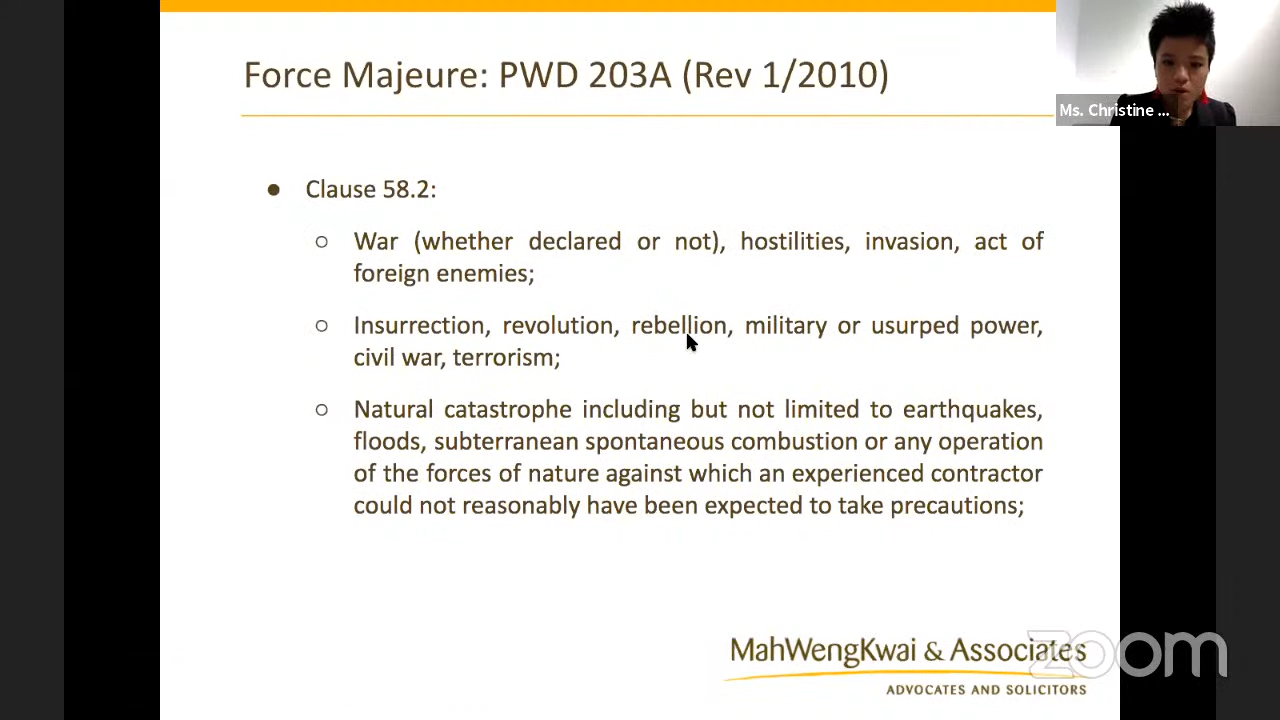 Force Majeure: PWD 203A (Rev 1/2010)
Ms. Christine ...
● Clause 58.2:
○ War (whether declared or not), hostilities, invasion, act of
foreign enemies;
○ Insurrection, revolution, rebellion, military or usurped power,
civil war, terrorism;
○ Natural catastrophe including but not limited to earthquakes,
floods, subterranean spontaneous combustion or any operation
of the forces of nature against which an experienced contractor
could not reasonably have been expected to take precautions;
MahWengKwai & Associates
ADVOCATES AND SOLICITORS
zoom